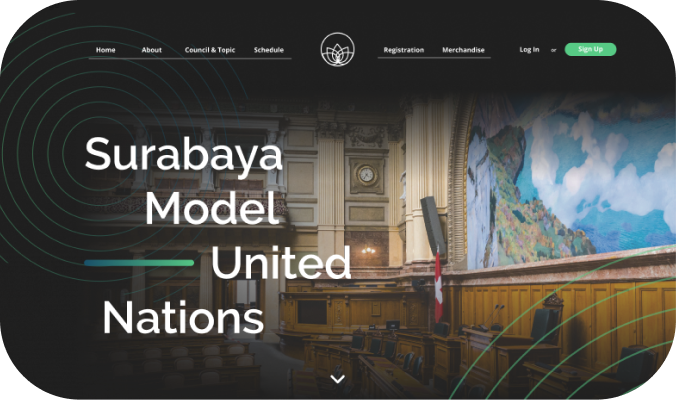 Home About Council & Topic Schedule Registration Merchandise Log In or Sign Up
Surabaya
Model
United
Nations